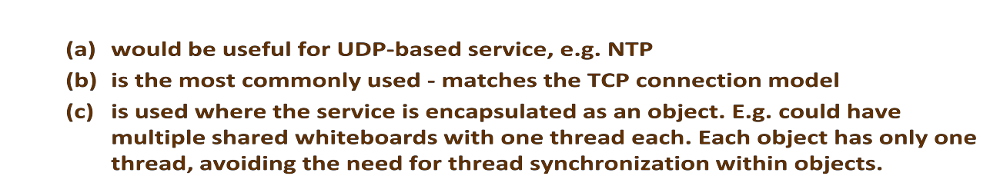 (a) would be useful for UDP-based service, e.g. NTP
(b) is the most commonly used - matches the TCP connection model
(c) is used where the service is encapsulated as an object. E.g. could have
multiple shared whiteboards with one thread each. Each object has only one
thread, avoiding the need for thread synchronization within objects.